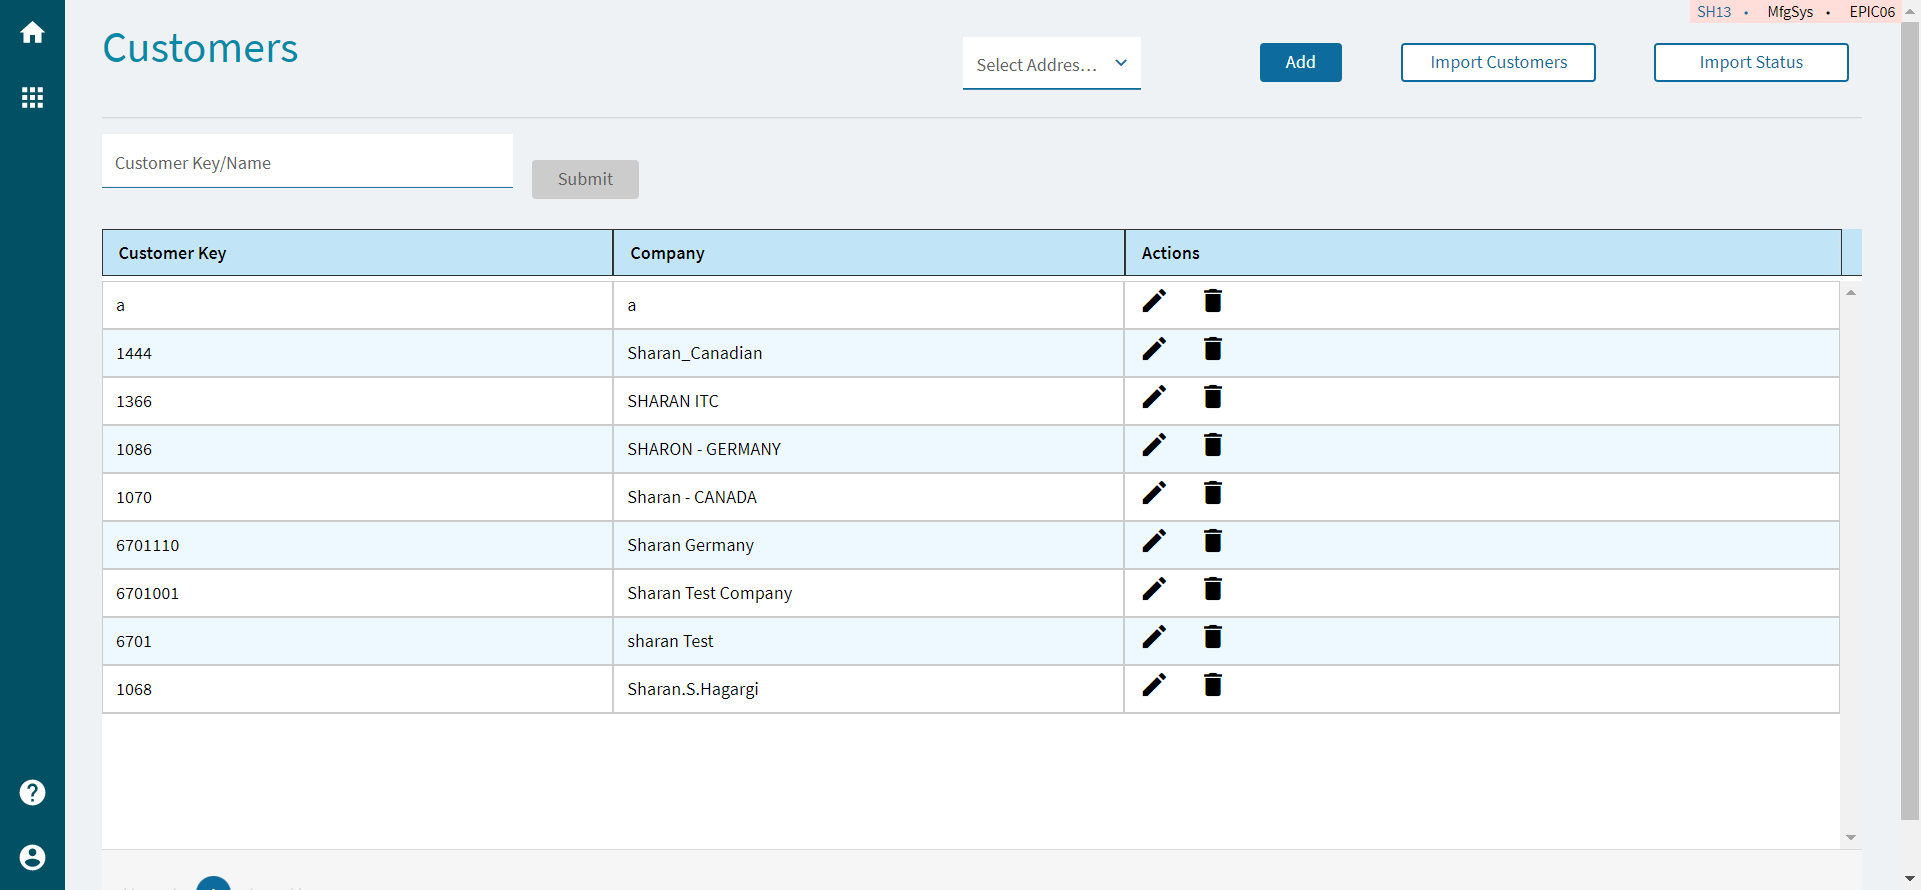 SH13 • MfgSys • EPIC06
Customers
Select Addres...
Add
Import Customers
Import Status
Customer Key/Name
Submit
Customer Key Company Actions
a a
1444 Sharan_Canadian
1366 SHARAN ITC
1086 SHARON - GERMANY
1070 Sharan - CANADA
6701110 Sharan Germany
6701001 Sharan Test Company
6701 sharan Test
1068 Sharan.S.Hagargi